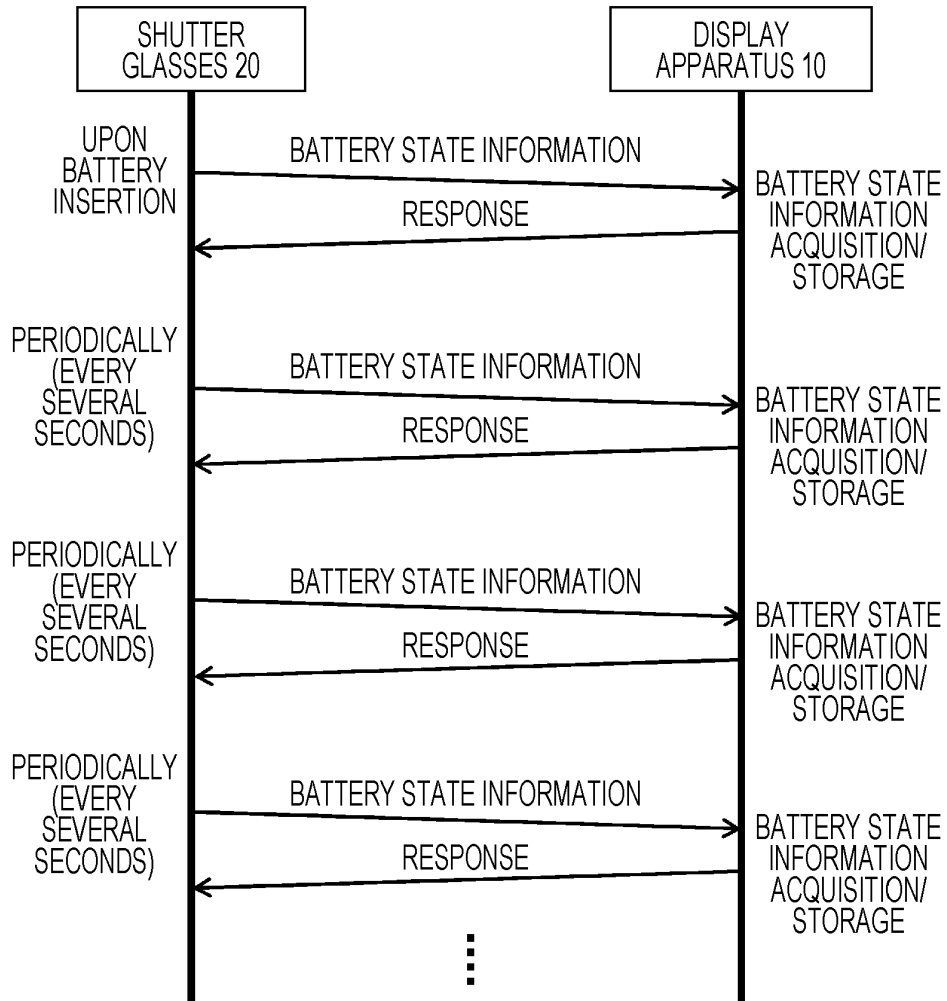 SHUTTER
GLASSES 20
DISPLAY
APPARATUS 10
UPON
BATTERY
INSERTION
BATTERY STATE INFORMATION
RESPONSE
BATTERY STATE
INFORMATION
ACQUISITION/
STORAGE
PERIODICALLY
(EVERY
SEVERAL
SECONDS)
BATTERY STATE INFORMATION
RESPONSE
BATTERY STATE
INFORMATION
ACQUISITION/
STORAGE
PERIODICALLY
(EVERY
SEVERAL
SECONDS)
BATTERY STATE INFORMATION
RESPONSE
BATTERY STATE
INFORMATION
ACQUISITION/
STORAGE
PERIODICALLY
(EVERY
SEVERAL
SECONDS)
BATTERY STATE INFORMATION
RESPONSE
BATTERY STATE
INFORMATION
ACQUISITION/
STORAGE